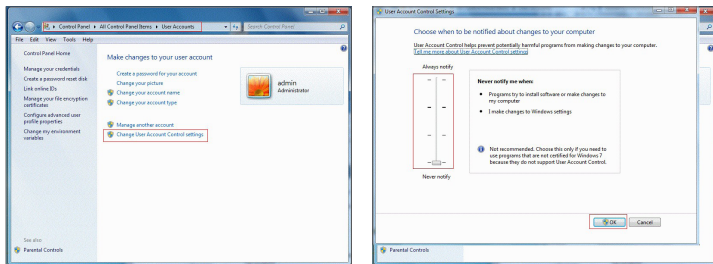 Control Panel ▸ All Control Panel Items ▸ User Accounts
Search Control Panel
File Edit View Tools Help
Control Panel Home
Manage your credentials
Create a password reset disk
Link online IDs
Manage your file encryption
certificates
Configure advanced user
profile properties
Change my environment
variables
See also
Parental Controls
Make changes to your user account
Create a password for your account
Change your picture
Change your account name
Change your account type
Manage another account
Change User Account Control settings
admin
Administrator
User Account Control Settings
Choose when to be notified about changes to your computer
User Account Control helps prevent potentially harmful programs from making changes to your computer.
Tell me more about User Account Control settings
Always notify
Never notify
Never notify me when:
• Programs try to install software or make changes to
my computer
• I make changes to Windows settings
Not recommended: Choose this only if you need to
use programs that are not certified for Windows 7
because they do not support User Account Control.
OK
Cancel
Parental Controls